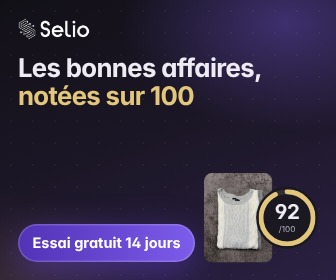 Selio
Les bonnes affaires,
notées sur 100
92
/100
Essai gratuit 14 jours